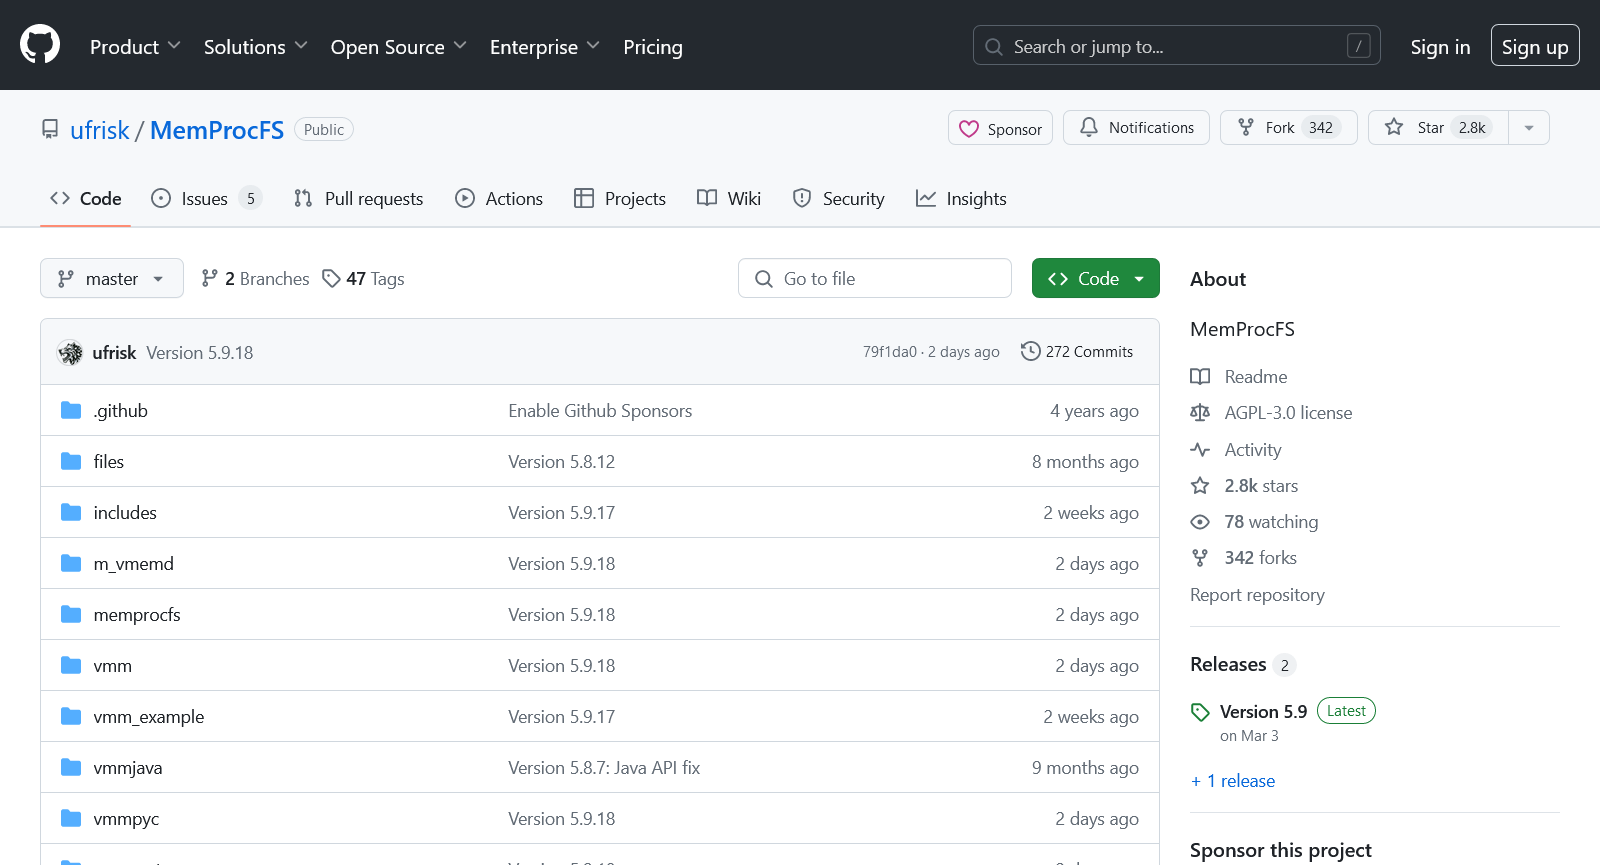 Product Solutions Open Source Enterprise Pricing Search or jump to... / Sign in Sign up
ufrisk / MemProcFS Public Sponsor Notifications Fork 342 Star 2.8k
Code Issues 5 Pull requests Actions Projects Wiki Security Insights
master 2 Branches 47 Tags Go to file Code
ufrisk Version 5.9.18 79f1da0 · 2 days ago 272 Commits
.github Enable Github Sponsors 4 years ago
files Version 5.8.12 8 months ago
includes Version 5.9.17 2 weeks ago
m_vmemd Version 5.9.18 2 days ago
memprocfs Version 5.9.18 2 days ago
vmm Version 5.9.18 2 days ago
vmm_example Version 5.9.17 2 weeks ago
vmmjava Version 5.8.7: Java API fix 9 months ago
vmmpyc Version 5.9.18 2 days ago
About
MemProcFS
Readme
AGPL-3.0 license
Activity
2.8k stars
78 watching
342 forks
Report repository
Releases 2
Version 5.9 Latest
on Mar 3
+ 1 release
Sponsor this project